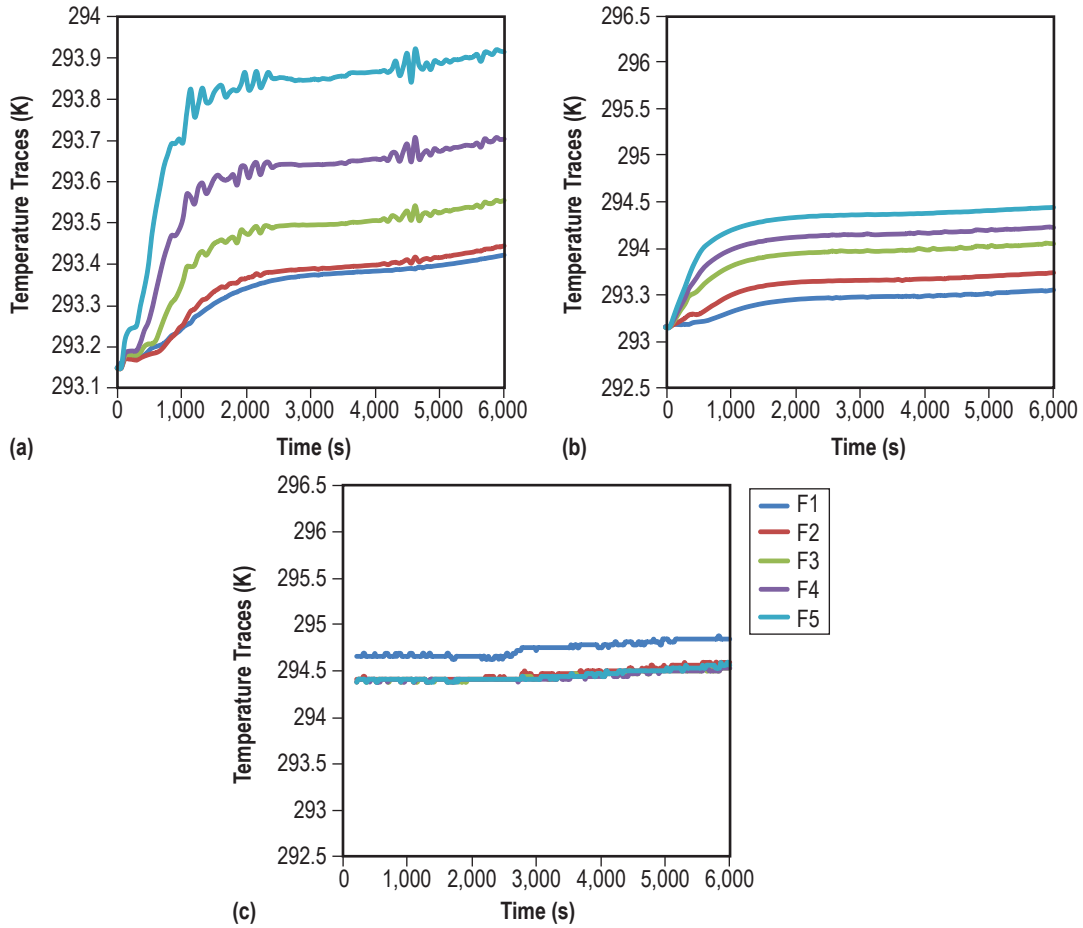 294
293.9
293.8
293.7
293.6
293.5
293.4
293.3
293.2
293.1
Temperature Traces (K)
0 1,000 2,000 3,000 4,000 5,000 6,000
(a)
Time (s)
296.5
296
295.5
295
294.5
294
293.5
293
292.5
Temperature Traces (K)
0 1,000 2,000 3,000 4,000 5,000 6,000
(b)
Time (s)
296.5
296
295.5
295
294.5
294
293.5
293
292.5
Temperature Traces (K)
0 1,000 2,000 3,000 4,000 5,000 6,000
(c)
Time (s)
F1
F2
F3
F4
F5